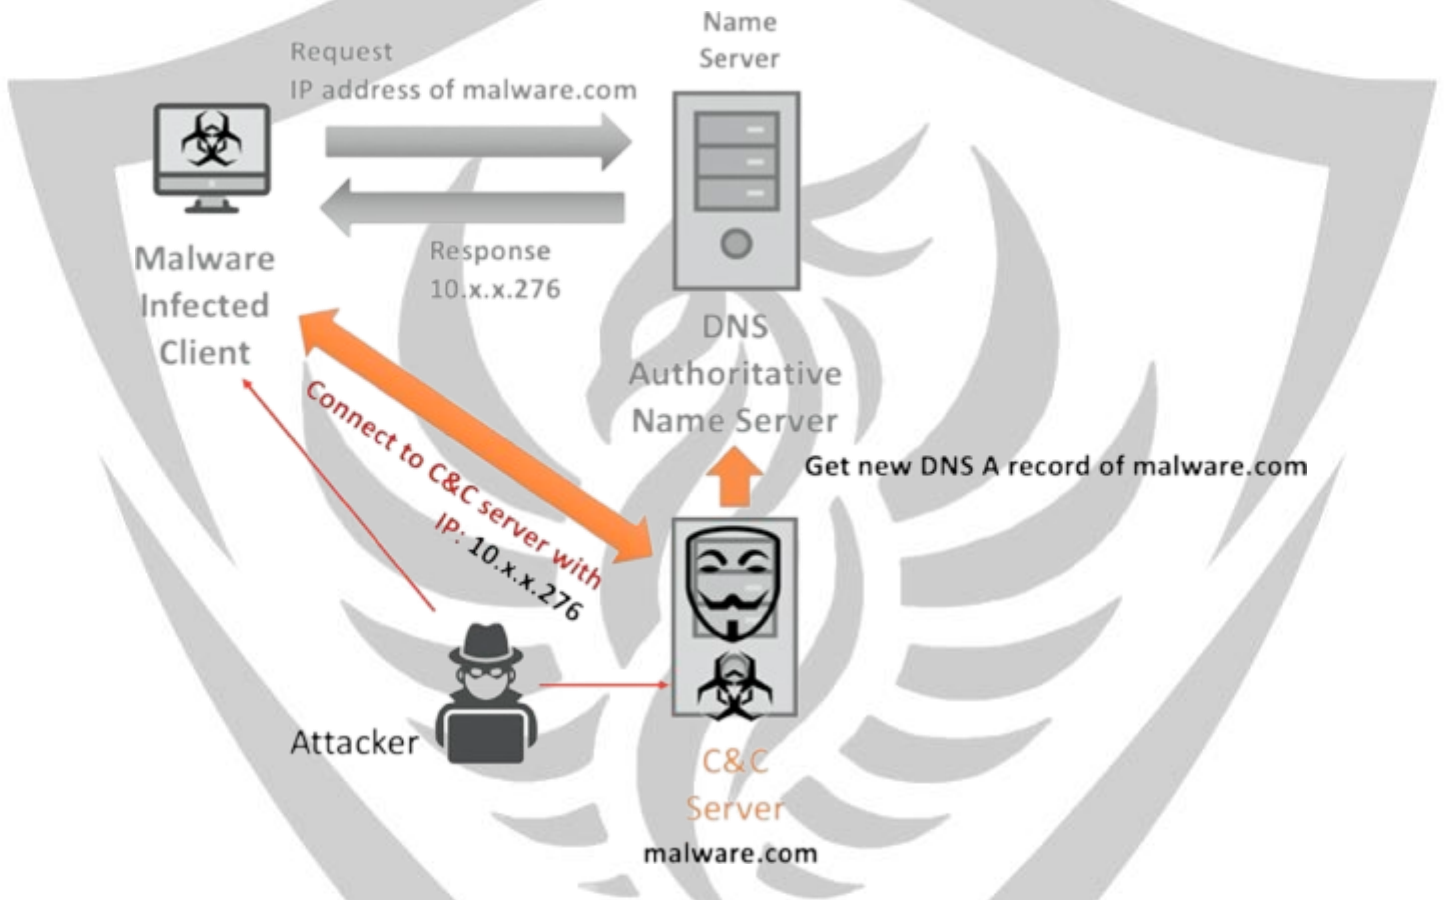 Request
IP address of malware.com
Name
Server
Response
10.x.x.276
Malware
Infected
Client
DNS
Authoritative
Name Server
Connect to C&C server with
IP: 10.x.x.276
Get new DNS A record of malware.com
Attacker
C&C
Server
malware.com